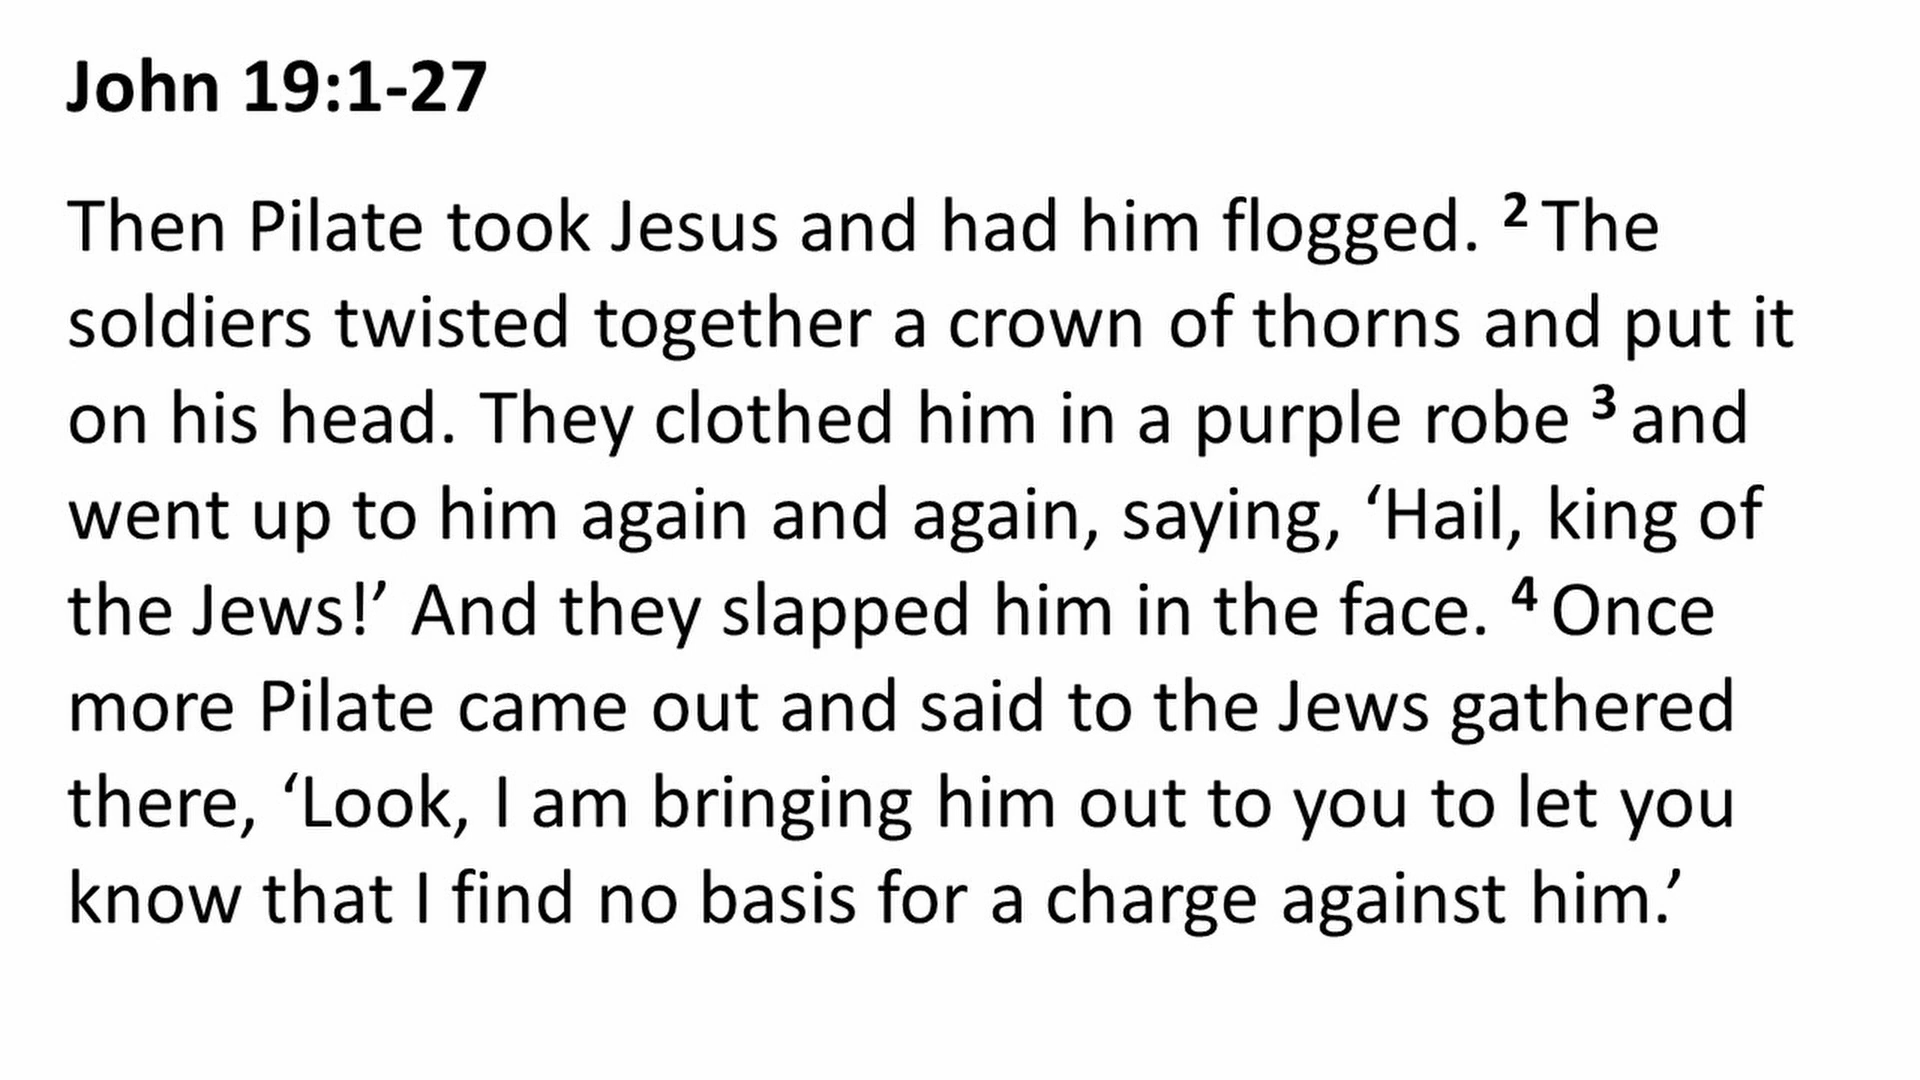 John 19:1-27
Then Pilate took Jesus and had him flogged. ² The
soldiers twisted together a crown of thorns and put it
on his head. They clothed him in a purple robe ³ and
went up to him again and again, saying, ‘Hail, king of
the Jews!’ And they slapped him in the face. ⁴ Once
more Pilate came out and said to the Jews gathered
there, ‘Look, I am bringing him out to you to let you
know that I find no basis for a charge against him.’